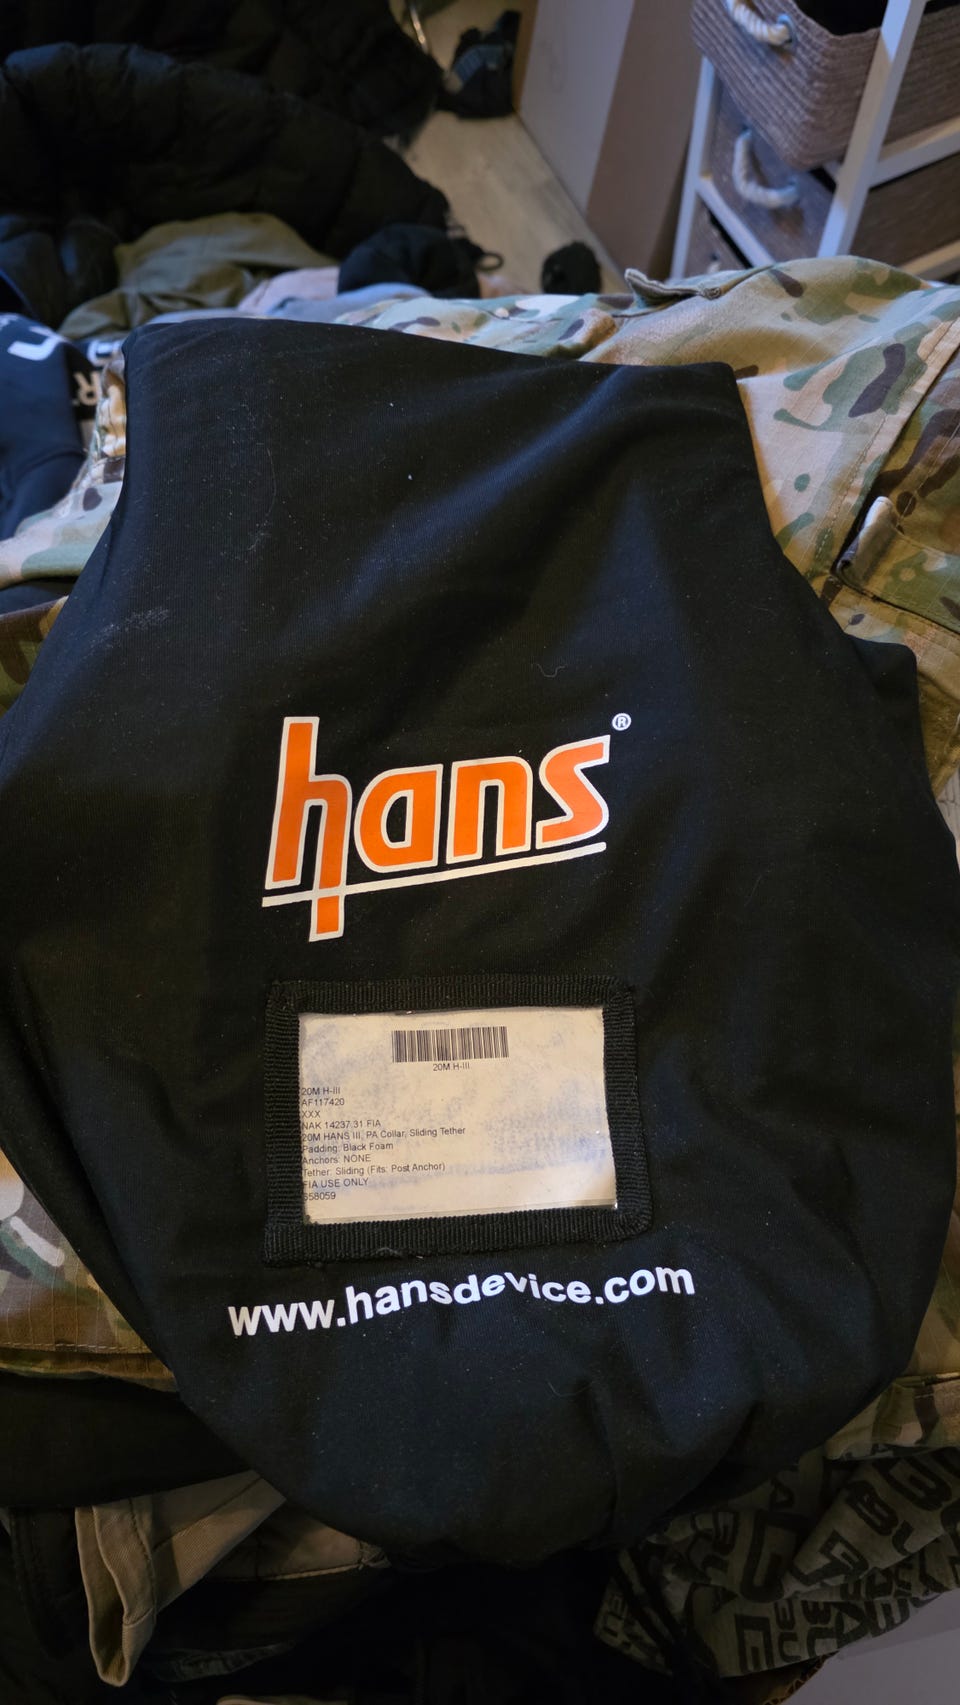 hans®
20M H-III
20M H-III
AF117420
XXX
NAK 14237.31 FIA
20M HANS III, PA Collar, Sliding Tether
Padding: Black Foam
Anchors: NONE
Tether: Sliding (Fits: Post Anchor)
FIA USE ONLY
658059
www.hansdevice.com